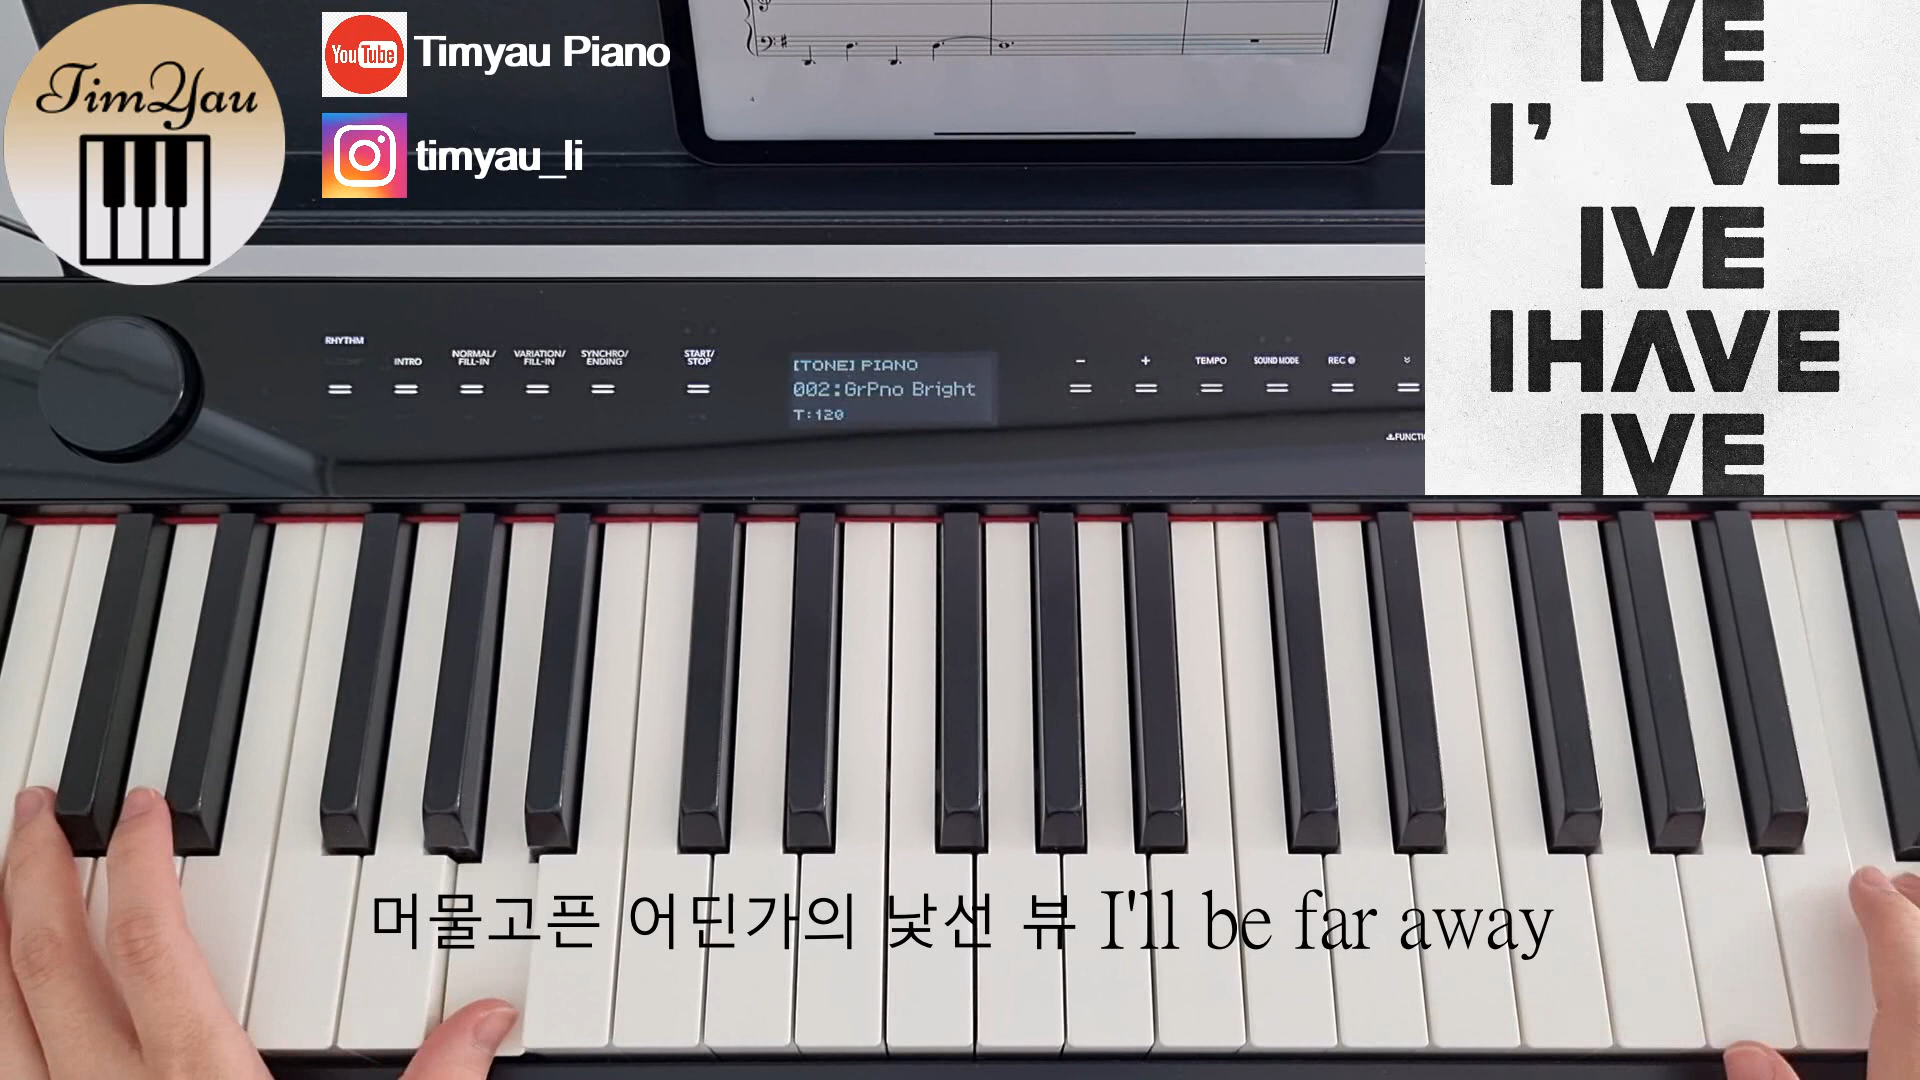 TimYau
YouTube
Timyau Piano
timyau_li
IVE
I' VE
IVE
IHAVE
IVE
RHYTHM
INTRO
NORMAL/
FILL-IN
VARIATION/
FILL-IN
SYNCHRO/
ENDING
START/
STOP
[TONE] PIANO
002:GrPno Bright
T:120
−
+
TEMPO
SOUND MODE
REC
머물고픈 어딘가의 낯선 뷰 I'll be far away